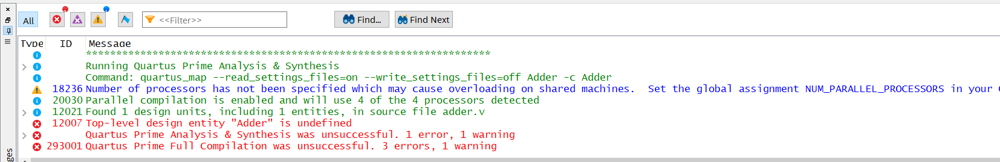 All
<<Filter>>
Find...
Find Next
Type ID Message
*******************************************************************
Running Quartus Prime Analysis & Synthesis
Command: quartus_map --read_settings_files=on --write_settings_files=off Adder -c Adder
18236 Number of processors has not been specified which may cause overloading on shared machines.  Set the global assignment NUM_PARALLEL_PROCESSORS in your
20030 Parallel compilation is enabled and will use 4 of the 4 processors detected
12021 Found 1 design units, including 1 entities, in source file adder.v
12007 Top-level design entity "Adder" is undefined
Quartus Prime Analysis & Synthesis was unsuccessful. 1 error, 1 warning
293001 Quartus Prime Full Compilation was unsuccessful. 3 errors, 1 warning